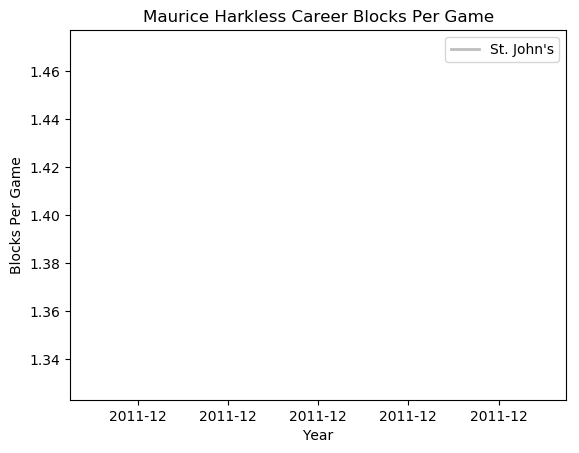 Maurice Harkless Career Blocks Per Game
St. John's
1.46
1.44
1.42
1.40
1.38
1.36
1.34
Blocks Per Game
2011-12 2011-12 2011-12 2011-12 2011-12
Year